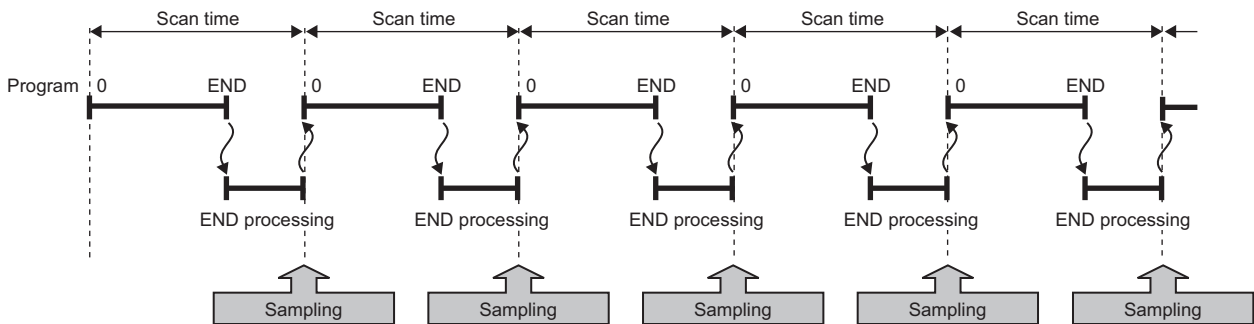 Scan time Scan time Scan time Scan time Scan time
Program 0 END 0 END 0 END 0 END 0 END
END processing END processing END processing END processing END processing
Sampling Sampling Sampling Sampling Sampling